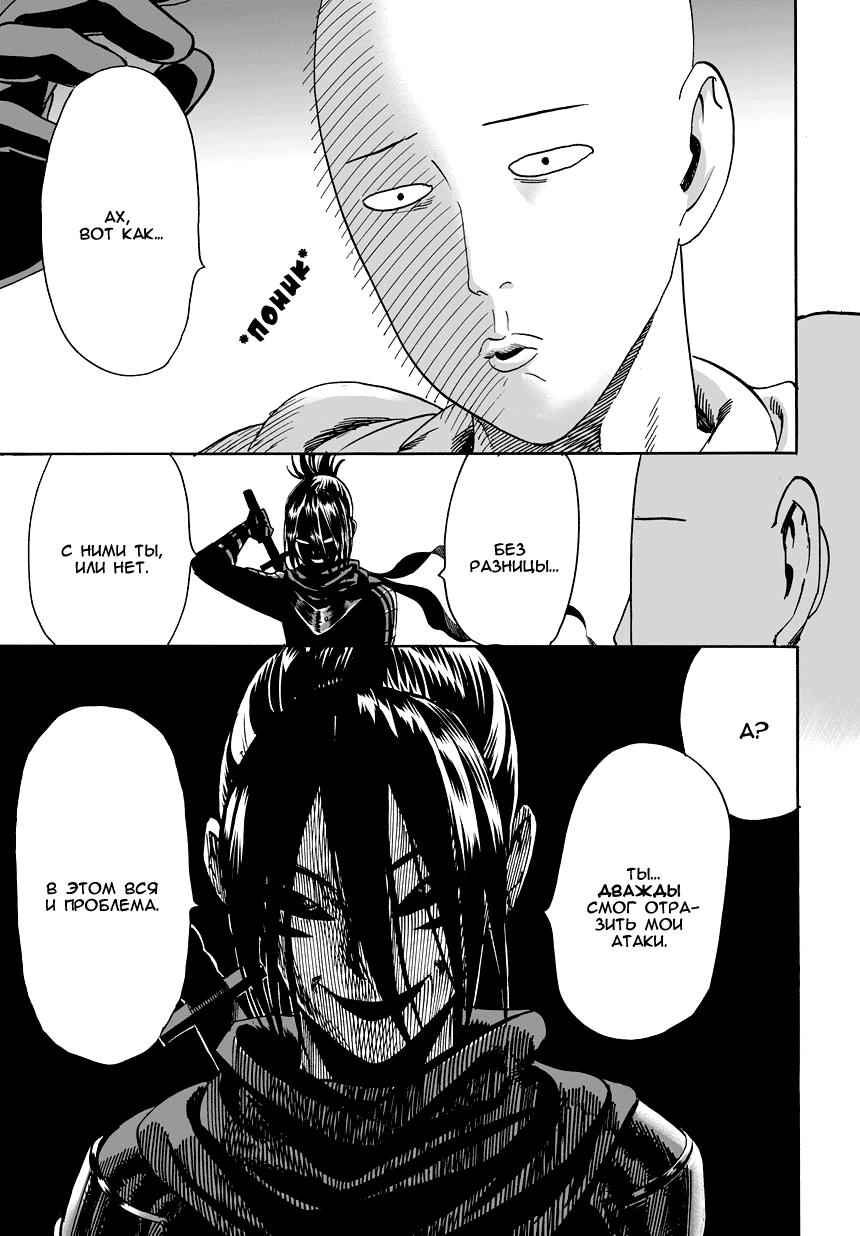 АХ,
ВОТ КАК...
*ПОНИК*
БЕЗ
РАЗНИЦЫ...
С НИМИ ТЫ,
ИЛИ НЕТ.
А?
ТЫ...
ДВАЖДЫ
СМОГ ОТРА-
ЗИТЬ МОИ
АТАКИ.
В ЭТОМ ВСЯ
И ПРОБЛЕМА.